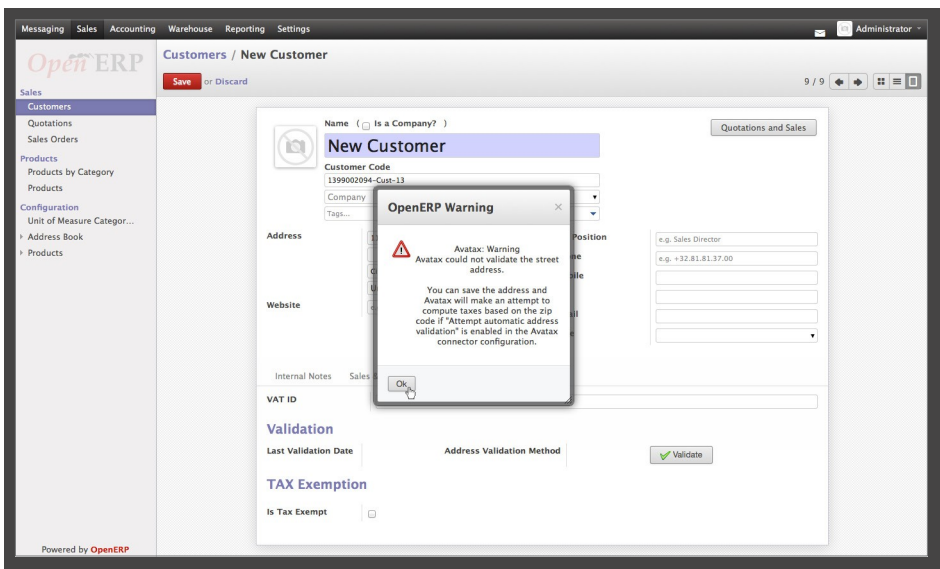 Messaging Sales Accounting Warehouse Reporting Settings
Administrator
OpenERP
Customers / New Customer
Save or Discard
9 / 9
Sales
Customers
Quotations
Sales Orders
Products
Products by Category
Products
Configuration
Unit of Measure Categor...
Address Book
Products
Powered by OpenERP
Name ( Is a Company? )
New Customer
Quotations and Sales
Customer Code
1399002094-Cust-13
Company
Tags...
Address
Position
e.g. Sales Director
e.g. +32.81.81.37.00
Website
OpenERP Warning ×
Avatax: Warning
Avatax could not validate the street
address.
You can save the address and
Avatax will make an attempt to
compute taxes based on the zip
code if "Attempt automatic address
validation" is enabled in the Avatax
connector configuration.
Ok
Internal Notes Sales
VAT ID
Validation
Last Validation Date Address Validation Method Validate
TAX Exemption
Is Tax Exempt